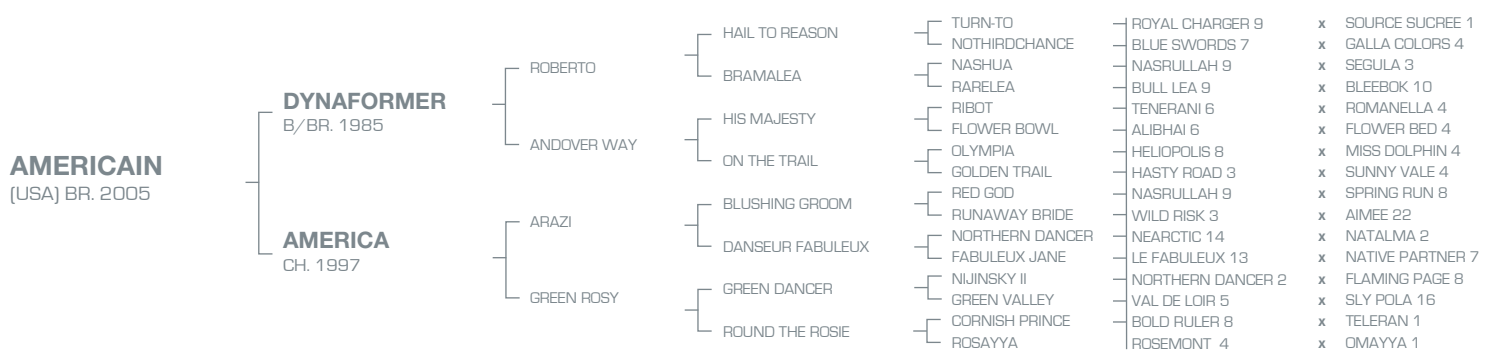 AMERICAIN
(USA) BR. 2005
DYNAFORMER
B/BR. 1985
AMERICA
CH. 1997
ROBERTO
ANDOVER WAY
ARAZI
GREEN ROSY
HAIL TO REASON
BRAMALEA
HIS MAJESTY
ON THE TRAIL
BLUSHING GROOM
DANSEUR FABULEUX
GREEN DANCER
ROUND THE ROSIE
TURN-TO
NOTHIRDCHANCE
NASHUA
RARELEA
RIBOT
FLOWER BOWL
OLYMPIA
GOLDEN TRAIL
RED GOD
RUNAWAY BRIDE
NORTHERN DANCER
FABULEUX JANE
NIJINSKY II
GREEN VALLEY
CORNISH PRINCE
ROSAYYA
ROYAL CHARGER 9 x SOURCE SUCREE 1
BLUE SWORDS 7 x GALLA COLORS 4
NASRULLAH 9 x SEGULA 3
BULL LEA 9 x BLEEBOK 10
TENERANI 6 x ROMANELLA 4
ALIBHAI 6 x FLOWER BED 4
HELIOPOLIS 8 x MISS DOLPHIN 4
HASTY ROAD 3 x SUNNY VALE 4
NASRULLAH 9 x SPRING RUN 8
WILD RISK 3 x AIMEE 22
NEARCTIC 14 x NATALMA 2
LE FABULEUX 13 x NATIVE PARTNER 7
NORTHERN DANCER 2 x FLAMING PAGE 8
VAL DE LOIR 5 x SLY POLA 16
BOLD RULER 8 x TELERAN 1
ROSEMONT 4 x OMAYYA 1